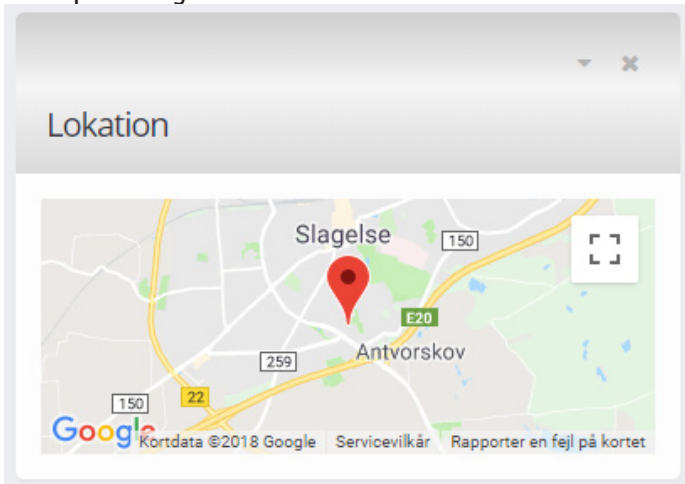 Lokation
Slagelse
150
E20
Antvorskov
259
22
150
Google
Kortdata ©2018 Google Servicevilkår Rapporter en fejl på kortet